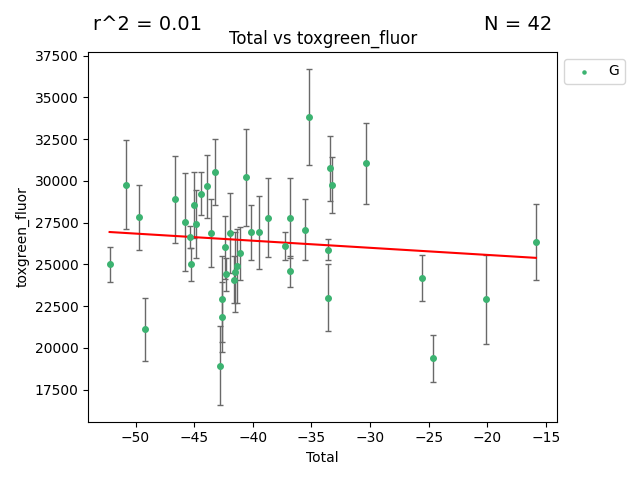 r^2 = 0.01
N = 42
Total vs toxgreen_fluor
37500
35000
32500
30000
27500
25000
22500
20000
17500
toxgreen_fluor
−50
−45
−40
−35
−30
−25
−20
−15
Total
G